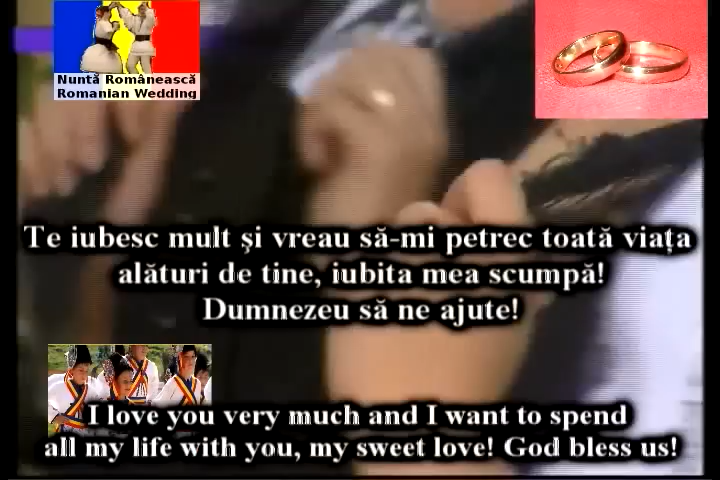 Nuntă Românească
Romanian Wedding
Te iubesc mult şi vreau să-mi petrec toată viaţa
alături de tine, iubita mea scumpă!
Dumnezeu să ne ajute!
I love you very much and I want to spend
all my life with you, my sweet love! God bless us!